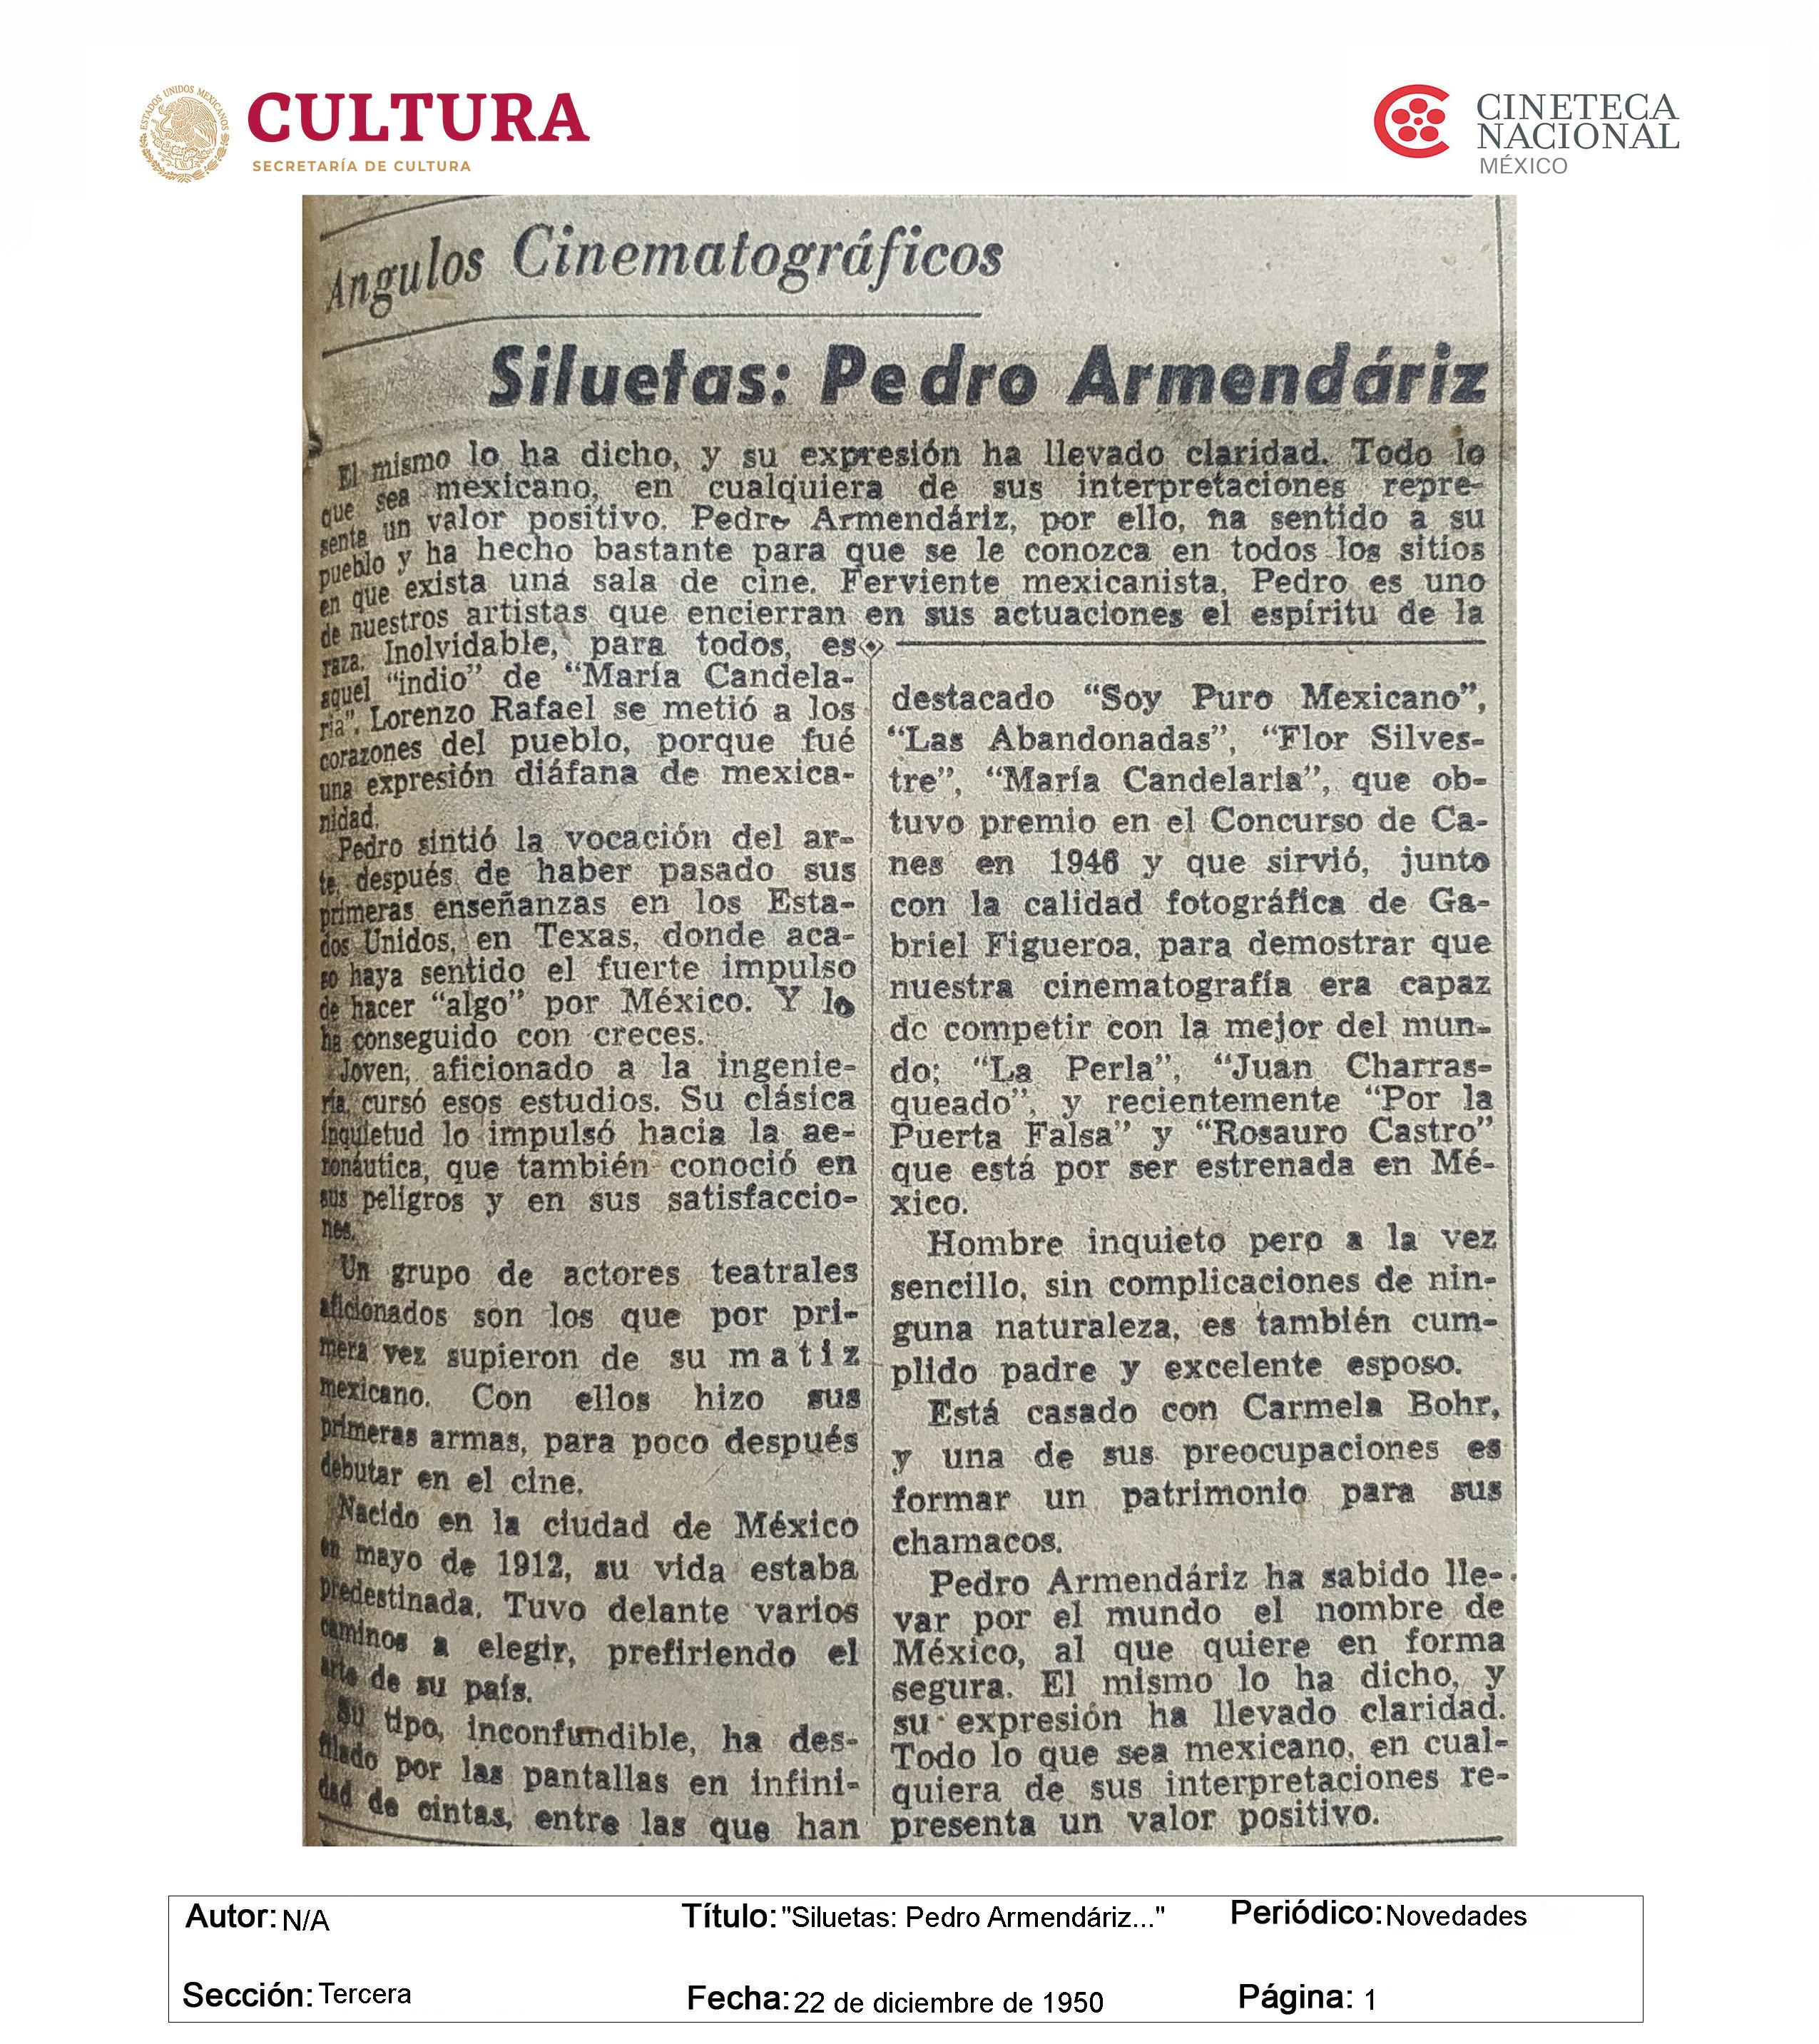 ESTADOS UNIDOS MEXICANOS
CULTURA
SECRETARÍA DE CULTURA
CINETECA
NACIONAL
MÉXICO
Angulos Cinematográficos
Siluetas: Pedro Armendáriz
El mismo lo ha dicho, y su expresión ha llevado claridad. Todo lo
que sea mexicano, en cualquiera de sus interpretaciones repre-
senta un valor positivo. Pedro Armendáriz, por ello, ha sentido a su
pueblo y ha hecho bastante para que se le conozca en todos los sitios
en que exista una sala de cine. Ferviente mexicanista, Pedro es uno
de nuestros artistas que encierran en sus actuaciones el espíritu de la
raza. Inolvidable, para todos, es
aquel "indio" de "María Candela-
ria". Lorenzo Rafael se metió a los
corazones del pueblo, porque fué
una expresión diáfana de mexica-
nidad.
Pedro sintió la vocación del ar-
te, después de haber pasado sus
primeras enseñanzas en los Esta-
dos Unidos, en Texas, donde aca-
so haya sentido el fuerte impulso
de hacer "algo" por México. Y lo
ha conseguido con creces.
Joven, aficionado a la ingenie-
ría, cursó esos estudios. Su clásica
inquietud lo impulsó hacia la ae-
ronáutica, que también conoció en
sus peligros y en sus satisfaccio-
nes.
Un grupo de actores teatrales
aficionados son los que por pri-
mera vez supieron de su matiz
mexicano. Con ellos hizo sus
primeras armas, para poco después
debutar en el cine.
Nacido en la ciudad de México
en mayo de 1912, su vida estaba
predestinada. Tuvo delante varios
caminos a elegir, prefiriendo el
arte de su país.
Su tipo, inconfundible, ha des-
filado por las pantallas en infini-
dad de cintas, entre las que han
destacado "Soy Puro Mexicano",
"Las Abandonadas", "Flor Silves-
tre", "María Candelaria", que ob-
tuvo premio en el Concurso de Ca-
nes en 1946 y que sirvió, junto
con la calidad fotográfica de Ga-
briel Figueroa, para demostrar que
nuestra cinematografía era capaz
de competir con la mejor del mun-
do; "La Perla", "Juan Charras-
queado", y recientemente "Por la
Puerta Falsa" y "Rosauro Castro"
que está por ser estrenada en Mé-
xico.
Hombre inquieto pero a la vez
sencillo, sin complicaciones de nin-
guna naturaleza, es también cum-
plido padre y excelente esposo.
Está casado con Carmela Bohr,
y una de sus preocupaciones es
formar un patrimonio para sus
chamacos.
Pedro Armendáriz ha sabido lle-
var por el mundo el nombre de
México, al que quiere en forma
segura. El mismo lo ha dicho, y
su expresión ha llevado claridad.
Todo lo que sea mexicano, en cual-
quiera de sus interpretaciones re-
presenta un valor positivo.
Autor: N/A Título: "Siluetas: Pedro Armendáriz..." Periódico: Novedades
Sección: Tercera Fecha: 22 de diciembre de 1950 Página: 1